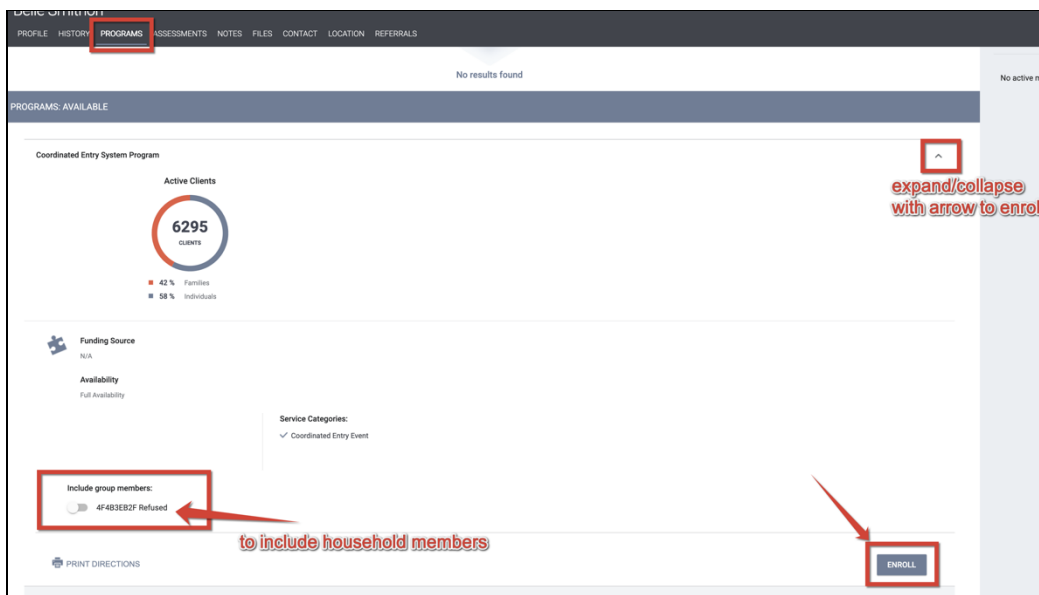 Belle Smithon
PROFILE HISTORY PROGRAMS ASSESSMENTS NOTES FILES CONTACT LOCATION REFERRALS
No results found
No active
PROGRAMS: AVAILABLE
Coordinated Entry System Program
expand/collapse
with arrow to enrol
Active Clients
6295
CLIENTS
42 % Families
58 % Individuals
Funding Source
N/A
Availability
Full Availability
Service Categories:
Coordinated Entry Event
Include group members:
4F4B3EB2F Refused
to include household members
PRINT DIRECTIONS
ENROLL